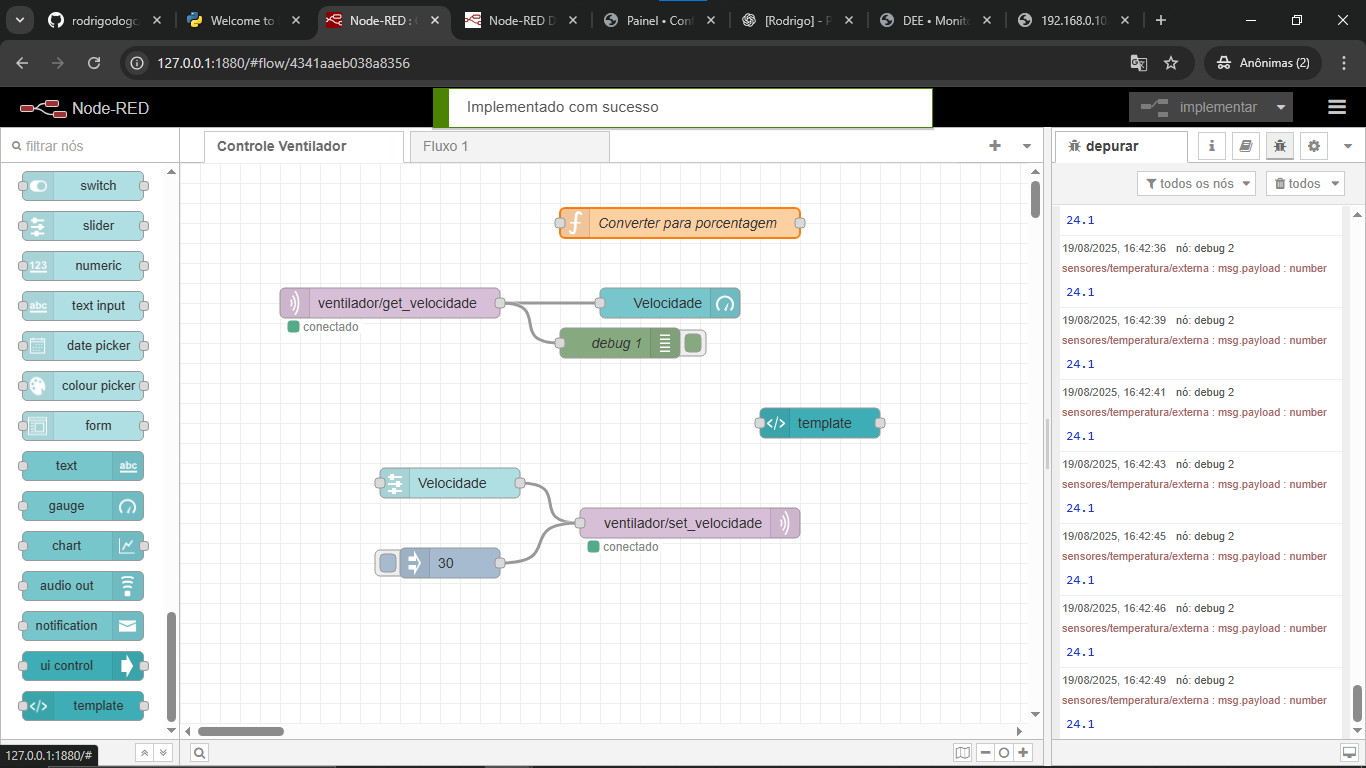 rodrigodogc
Welcome to
Node-RED : C
Node-RED D
Painel • Conf
[Rodrigo] - P
DEE • Monito
192.168.0.10
127.0.0.1:1880/#flow/4341aaeb038a8356
Anônimas (2)
Node-RED
Implementado com sucesso
implementar
filtrar nós
Controle Ventilador
Fluxo 1
depurar
todos os nós
todos
switch
slider
123 numeric
abc text input
date picker
colour picker
form
text abc
gauge
chart
audio out
notification
ui control
</> template
Converter para porcentagem
ventilador/get_velocidade
conectado
Velocidade
debug 1
</> template
Velocidade
ventilador/set_velocidade
conectado
30
24.1
19/08/2025, 16:42:36 nó: debug 2
sensores/temperatura/externa : msg.payload : number
24.1
19/08/2025, 16:42:39 nó: debug 2
sensores/temperatura/externa : msg.payload : number
24.1
19/08/2025, 16:42:41 nó: debug 2
sensores/temperatura/externa : msg.payload : number
24.1
19/08/2025, 16:42:43 nó: debug 2
sensores/temperatura/externa : msg.payload : number
24.1
19/08/2025, 16:42:45 nó: debug 2
sensores/temperatura/externa : msg.payload : number
24.1
19/08/2025, 16:42:46 nó: debug 2
sensores/temperatura/externa : msg.payload : number
24.1
19/08/2025, 16:42:49 nó: debug 2
sensores/temperatura/externa : msg.payload : number
24.1
127.0.0.1:1880/#